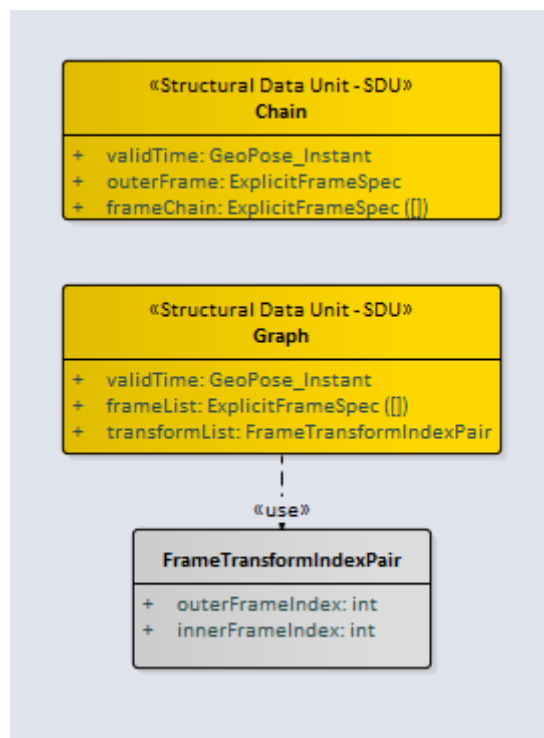 «Structural Data Unit - SDU»
Chain
+ validTime: GeoPose_Instant
+ outerFrame: ExplicitFrameSpec
+ frameChain: ExplicitFrameSpec ([])
«Structural Data Unit - SDU»
Graph
+ validTime: GeoPose_Instant
+ frameList: ExplicitFrameSpec ([])
+ transformList: FrameTransformIndexPair
«use»
FrameTransformIndexPair
+ outerFrameIndex: int
+ innerFrameIndex: int